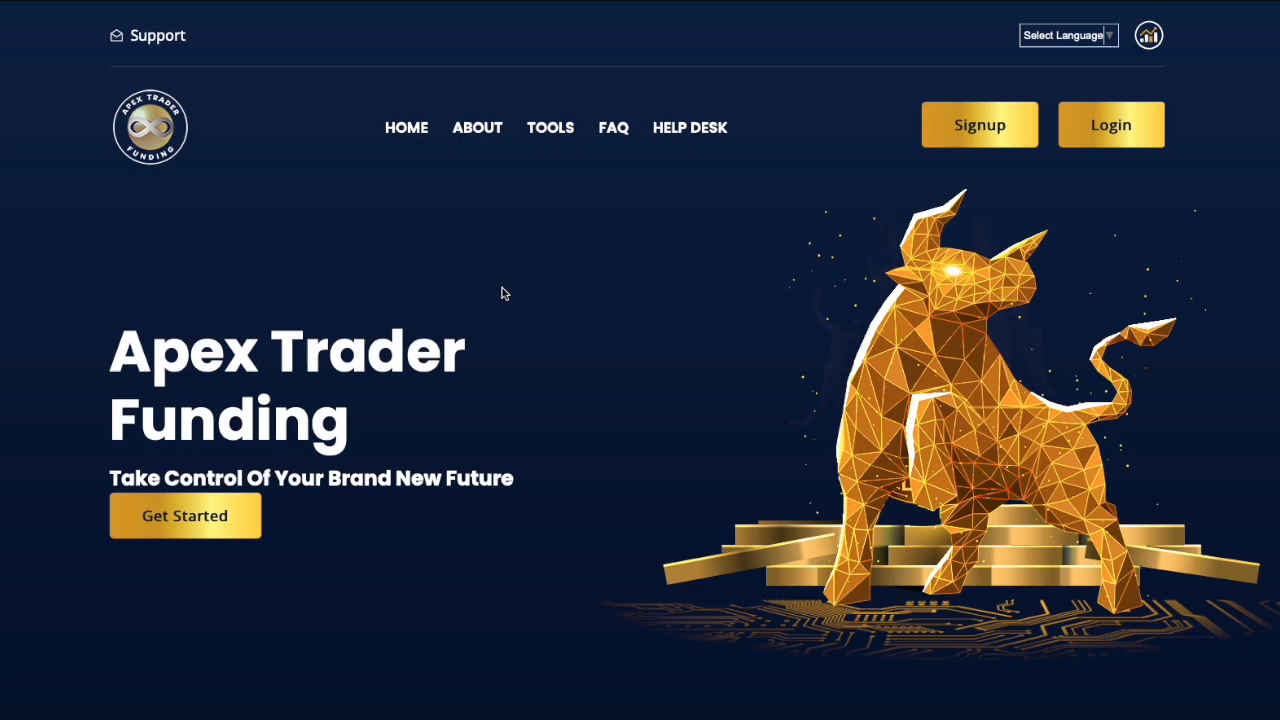 Support
Select Language
APEX TRADER
FUNDING
HOME
ABOUT
TOOLS
FAQ
HELP DESK
Signup
Login
Apex Trader
Funding
Take Control Of Your Brand New Future
Get Started